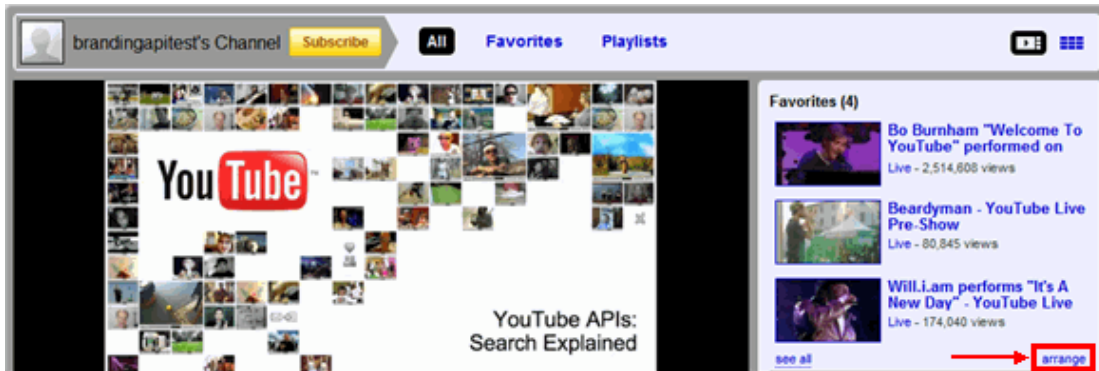 brandingapitest's Channel Subscribe All Favorites Playlists
YouTube™
YouTube APIs:
Search Explained
Favorites (4)
Bo Burnham "Welcome To
YouTube" performed on
Live - 2,514,608 views
Beardyman - YouTube Live
Pre-Show
Live - 80,845 views
Will.i.am performs "It's A
New Day" - YouTube Live
Live - 174,040 views
see all arrange